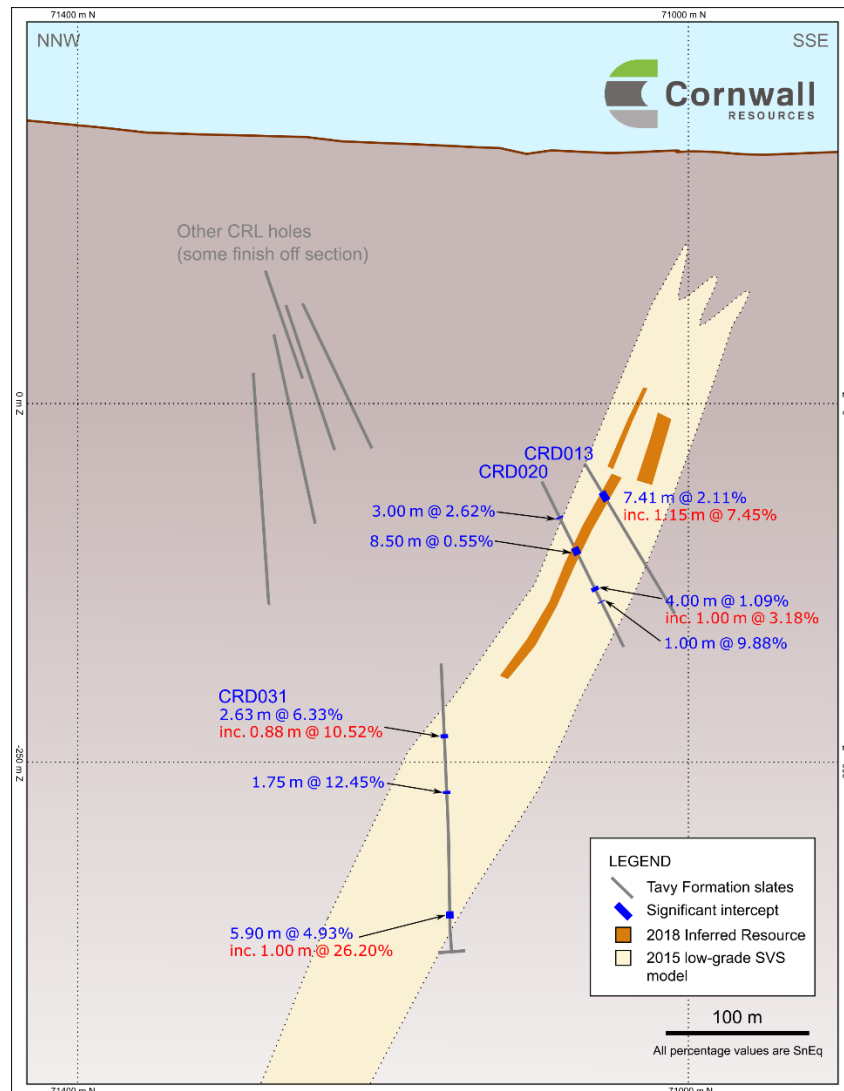 71400 m N
71000 m N
NNW
SSE
Cornwall
RESOURCES
Other CRL holes
(some finish off section)
0 m Z
CRD013
CRD020
3.00 m @ 2.62%
7.41 m @ 2.11%
inc. 1.15 m @ 7.45%
8.50 m @ 0.55%
4.00 m @ 1.09%
inc. 1.00 m @ 3.18%
1.00 m @ 9.88%
CRD031
2.63 m @ 6.33%
inc. 0.88 m @ 10.52%
-250 m Z
1.75 m @ 12.45%
5.90 m @ 4.93%
inc. 1.00 m @ 26.20%
LEGEND
Tavy Formation slates
Significant intercept
2018 Inferred Resource
2015 low-grade SVS
model
100 m
All percentage values are SnEq
71400 m N
71000 m N